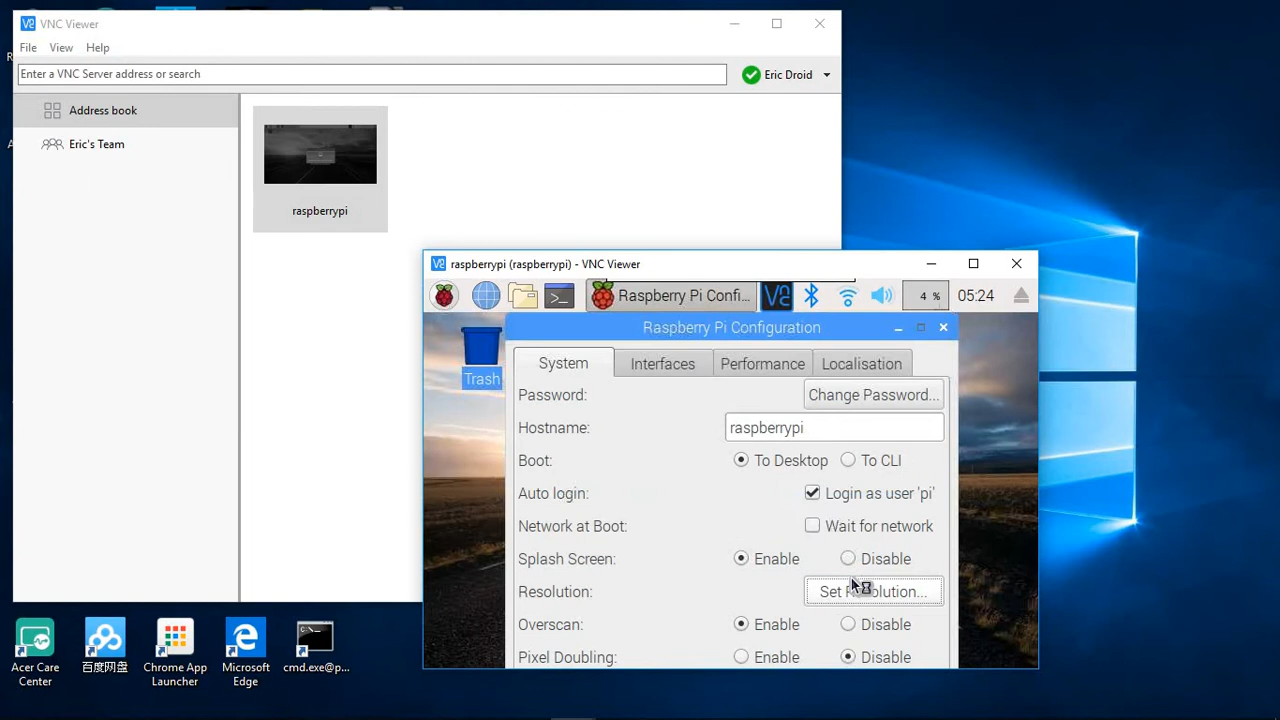 VNC Viewer
File View Help
Enter a VNC Server address or search
Eric Droid
Address book
Eric's Team
raspberrypi
raspberrypi (raspberrypi) - VNC Viewer
Raspberry Pi Confi...
4 %
05:24
Raspberry Pi Configuration
Trash
System Interfaces Performance Localisation
Password: Change Password...
Hostname: raspberrypi
Boot: To Desktop To CLI
Auto login: Login as user 'pi'
Network at Boot: Wait for network
Splash Screen: Enable Disable
Resolution: Set Resolution...
Overscan: Enable Disable
Pixel Doubling: Enable Disable
Acer Care
Center
百度网盘
Chrome App
Launcher
Microsoft
Edge
cmd.exe@p...